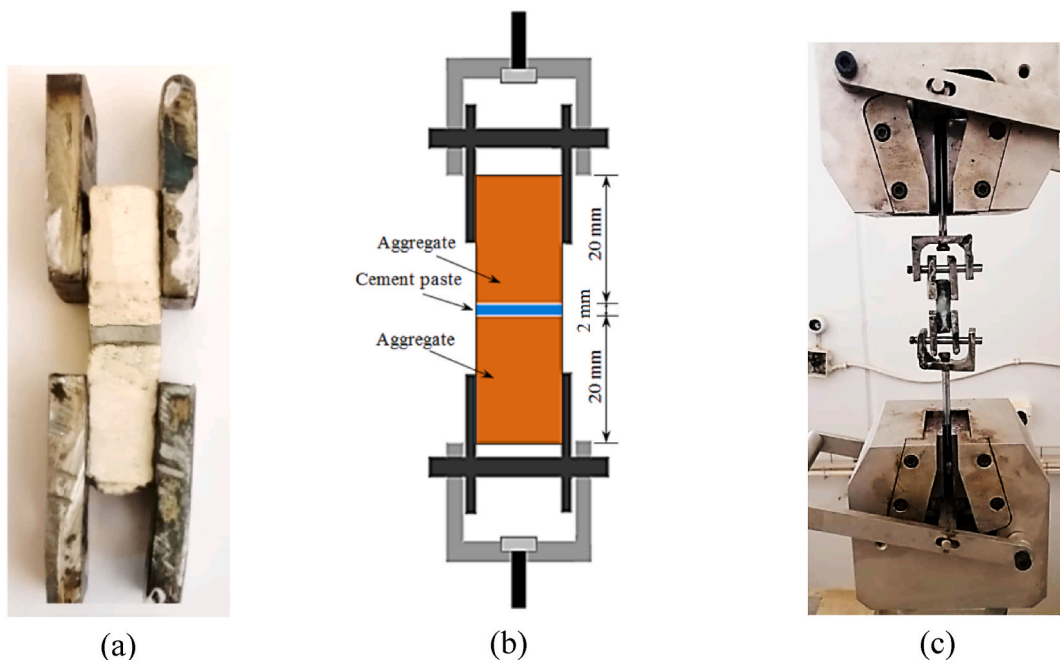 Aggregate
Cement paste
Aggregate
20 mm
2 mm
20 mm
(a)
(b)
(c)